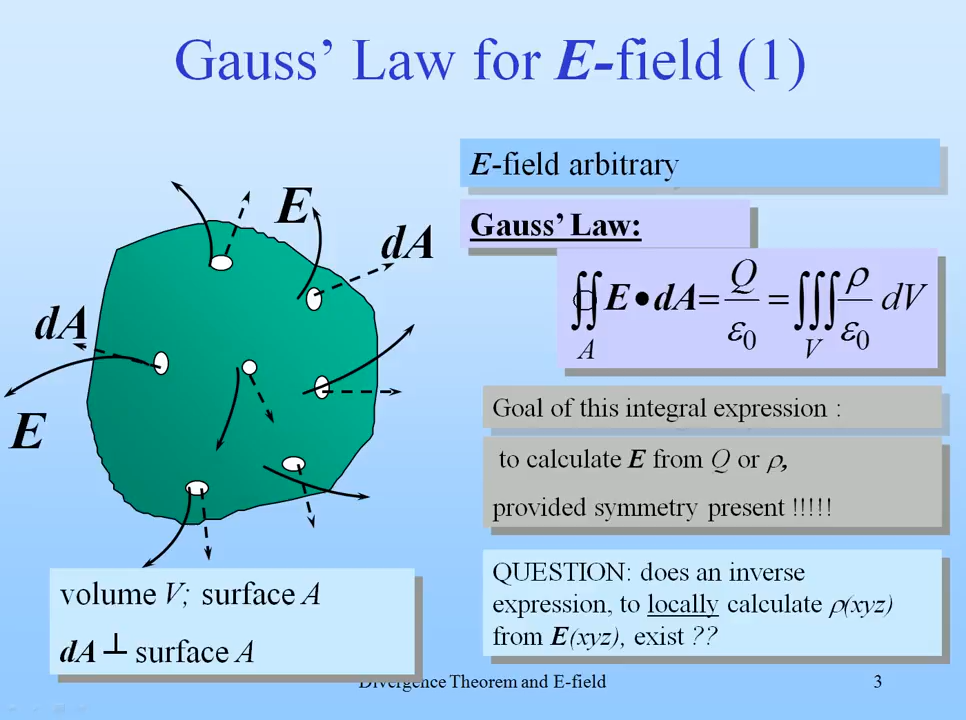 Gauss’ Law for E-field (1)
E-field arbitrary
Gauss’ Law:
∯_A E • dA = Q/ε0 = ∭_V ρ/ε0 dV
E
dA
dA
E
Goal of this integral expression :
to calculate E from Q or ρ,
provided symmetry present !!!!!
volume V; surface A
dA ⊥ surface A
QUESTION: does an inverse
expression, to locally calculate ρ(xyz)
from E(xyz), exist ??
Divergence Theorem and E-field
3